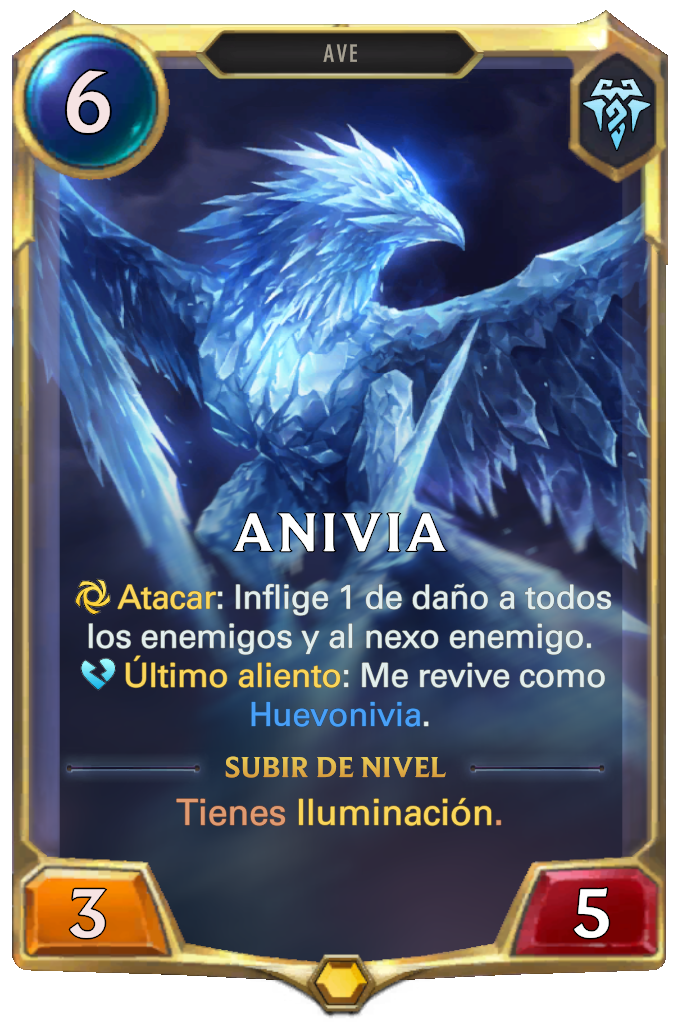 6
AVE
ANIVIA
Atacar: Inflige 1 de daño a todos
los enemigos y al nexo enemigo.
Último aliento: Me revive como
Huevonivia.
SUBIR DE NIVEL
Tienes Iluminación.
3
5